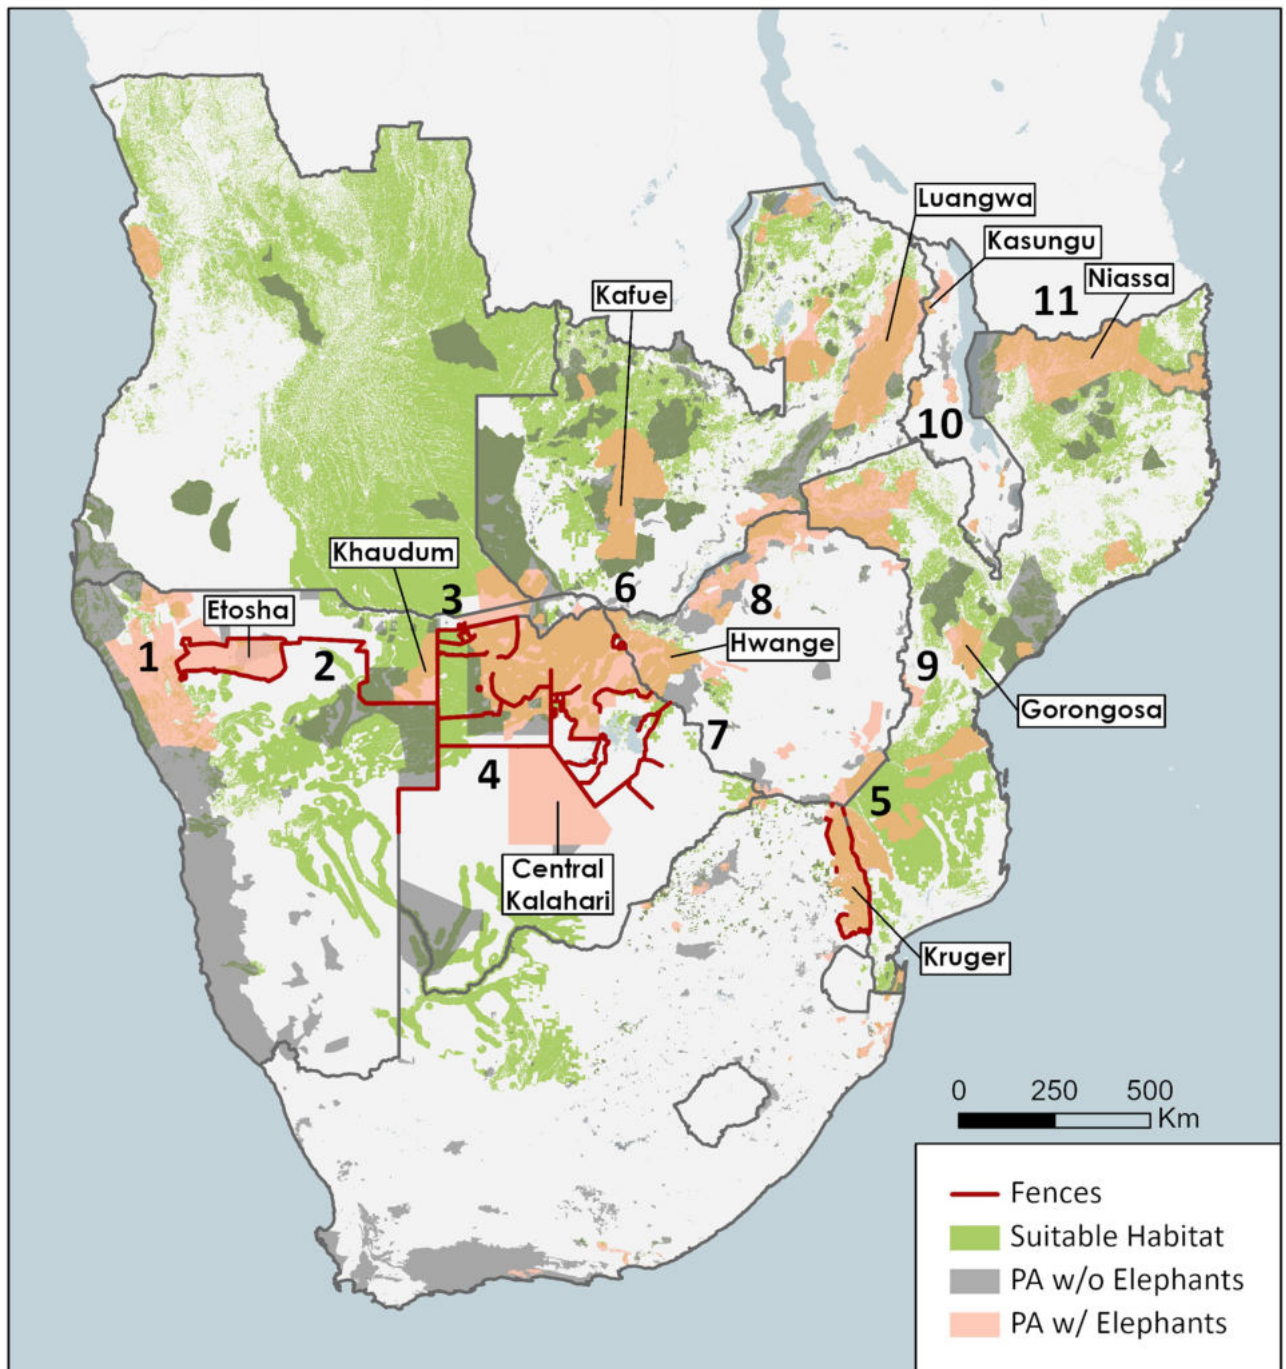 Luangwa
Kasungu
Kafue
11
Niassa
10
Khaudum
3
6
8
Etosha
1
2
Hwange
9
Gorongosa
7
4
5
Central
Kalahari
Kruger
0 250 500
Km
Fences
Suitable Habitat
PA w/o Elephants
PA w/ Elephants